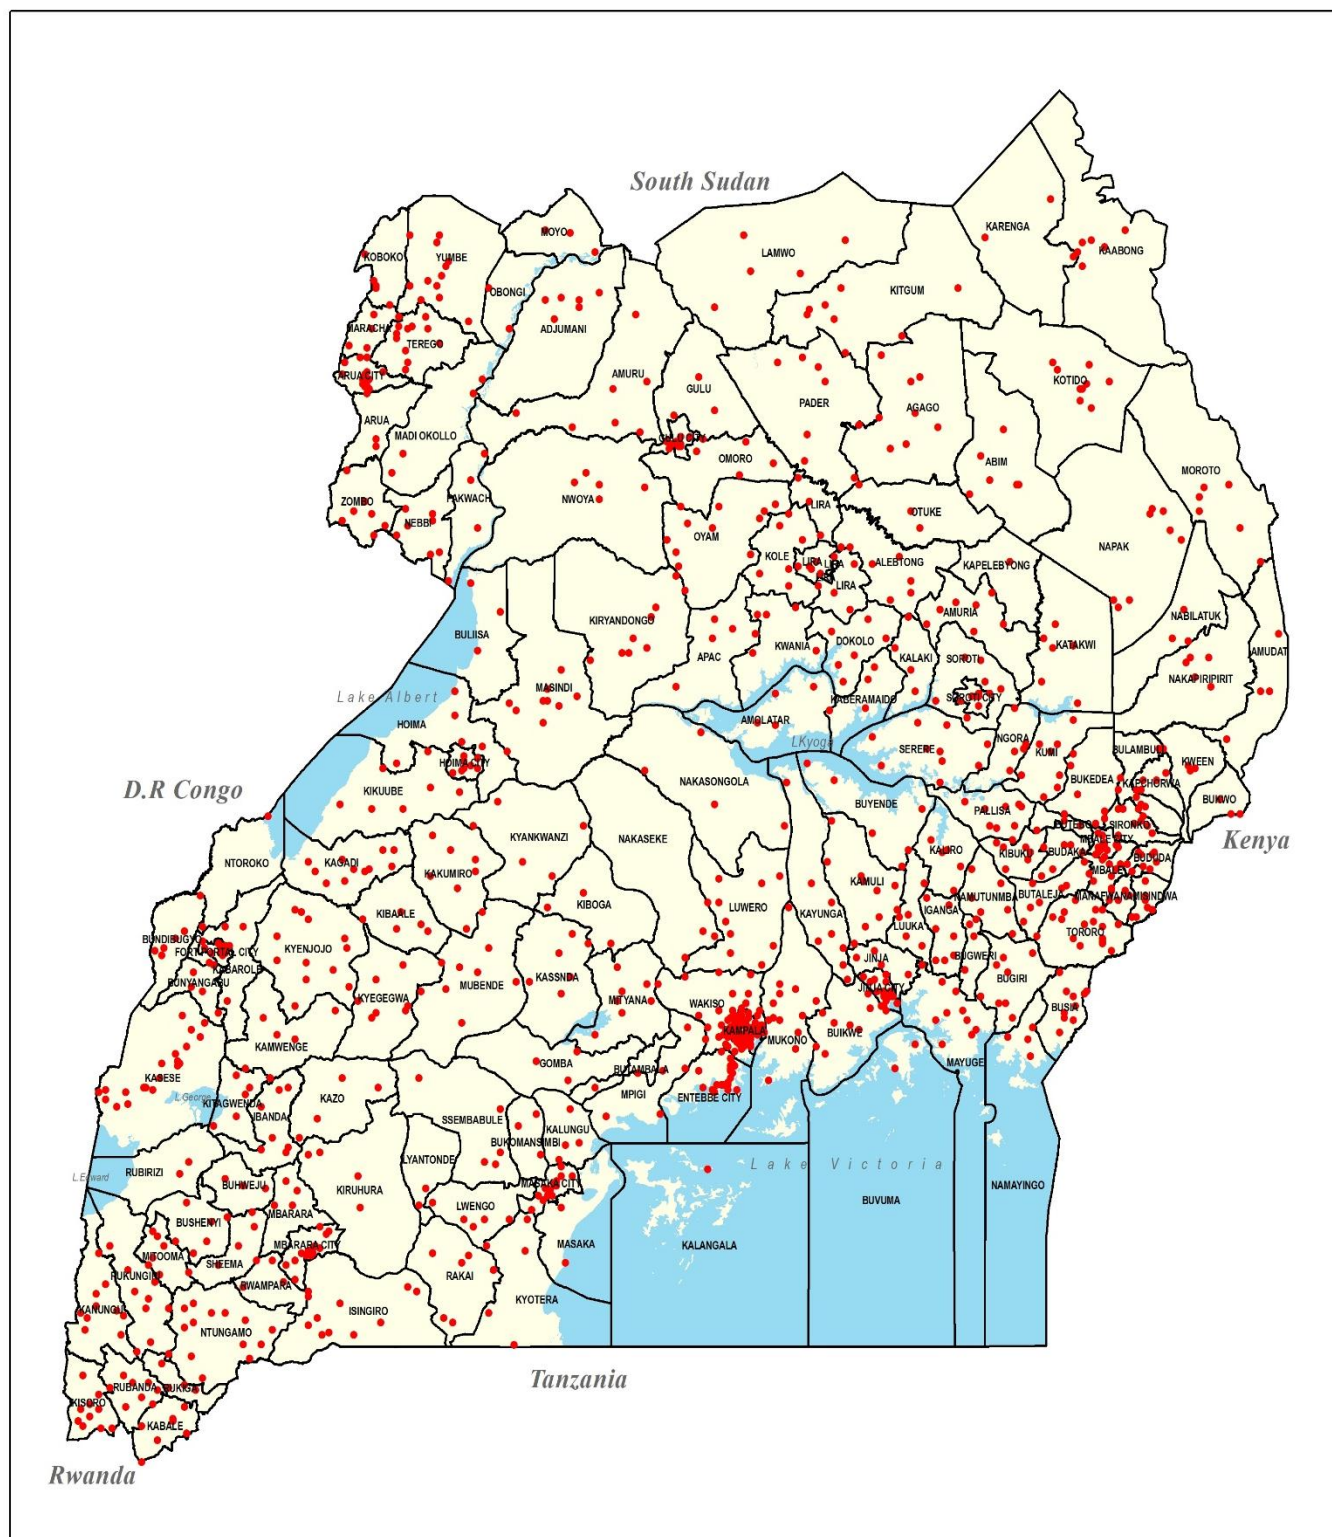 South Sudan
KARENGA
KAABONG
MOYO
LAMWO
KOBOKO
YUMBE
OBONGI
KITGUM
ADJUMANI
MARACHA
TEREGO
ARUA CITY
AMURU
GULU
KOTIDO
PADER
AGAGO
ARUA
MADI OKOLLO
GULU CITY
OMORO
ABIM
MOROTO
PAKWACH
NWOYA
ZOMBO
NEBBI
LIRA
OTUKE
OYAM
NAPAK
KOLE
LIRA
LIRA
ALEBTONG
KAPELEBYONG
LIRA
KIRYANDONGO
AMURIA
NABILATUK
BULIISA
APAC
KWANIA
DOKOLO
KALAKI
SOROTI
KATAKWI
AMUDAT
NAKAPIRIPIRIT
MASINDI
Lake Albert
HOIMA
KABERAMAIDO
SOROTI CITY
AMOLATAR
L.Kyoga
SERERE
NGORA
KUMI
BULAMBULI
KWEEN
HOIMA CITY
NAKASONGOLA
BUKEDEA
KAPCHORWA
D.R Congo
KIKUUBE
BUYENDE
PALLISA
BUKWO
BUTEBO
SIRONKO
KYANKWANZI
NAKASEKE
MBALE CITY
Kenya
NTOROKO
KAGADI
KALIRO
KIBUKU
BUDAKA
BUDUDA
KAKUMIRO
KAMULI
MBALE
KIBOGA
NAMUTUNMBA
BUTALEJA
MANAFWA
NAMISINDWA
LUWERO
KIBAALE
KAYUNGA
IGANGA
LUUKA
TORORO
BUNDIBUGYO
KYENJOJO
FORT PORTAL CITY
BUGWERI
KABAROLE
JINJA
BUNYANGABU
KASSNDA
MUBENDE
BUGIRI
JINJA CITY
KYEGEGWA
MITYANA
WAKISO
BUSIA
KAMPALA
MUKONO
BUIKWE
KAMWENGE
GOMBA
MAYUGE
BUTAMBALA
KASESE
L.George
KITAGWENDA
KAZO
MPIGI
ENTEBBE CITY
IBANDA
SSEMBABULE
KALUNGU
BUKOMANSIMBI
LYANTONDE
Lake Victoria
RUBIRIZI
L.Edward
BUHWEJU
KIRUHURA
MASAKA CITY
NAMAYINGO
BUVUMA
LWENGO
MBARARA
BUSHENYI
MBARARA CITY
MASAKA
KALANGALA
MITOOMA
SHEEMA
RUKUNGIRI
RWAMPARA
RAKAI
KYOTERA
KANUNGU
ISINGIRO
NTUNGAMO
Tanzania
RUBANDA
RUKIGA
KISORO
KABALE
Rwanda